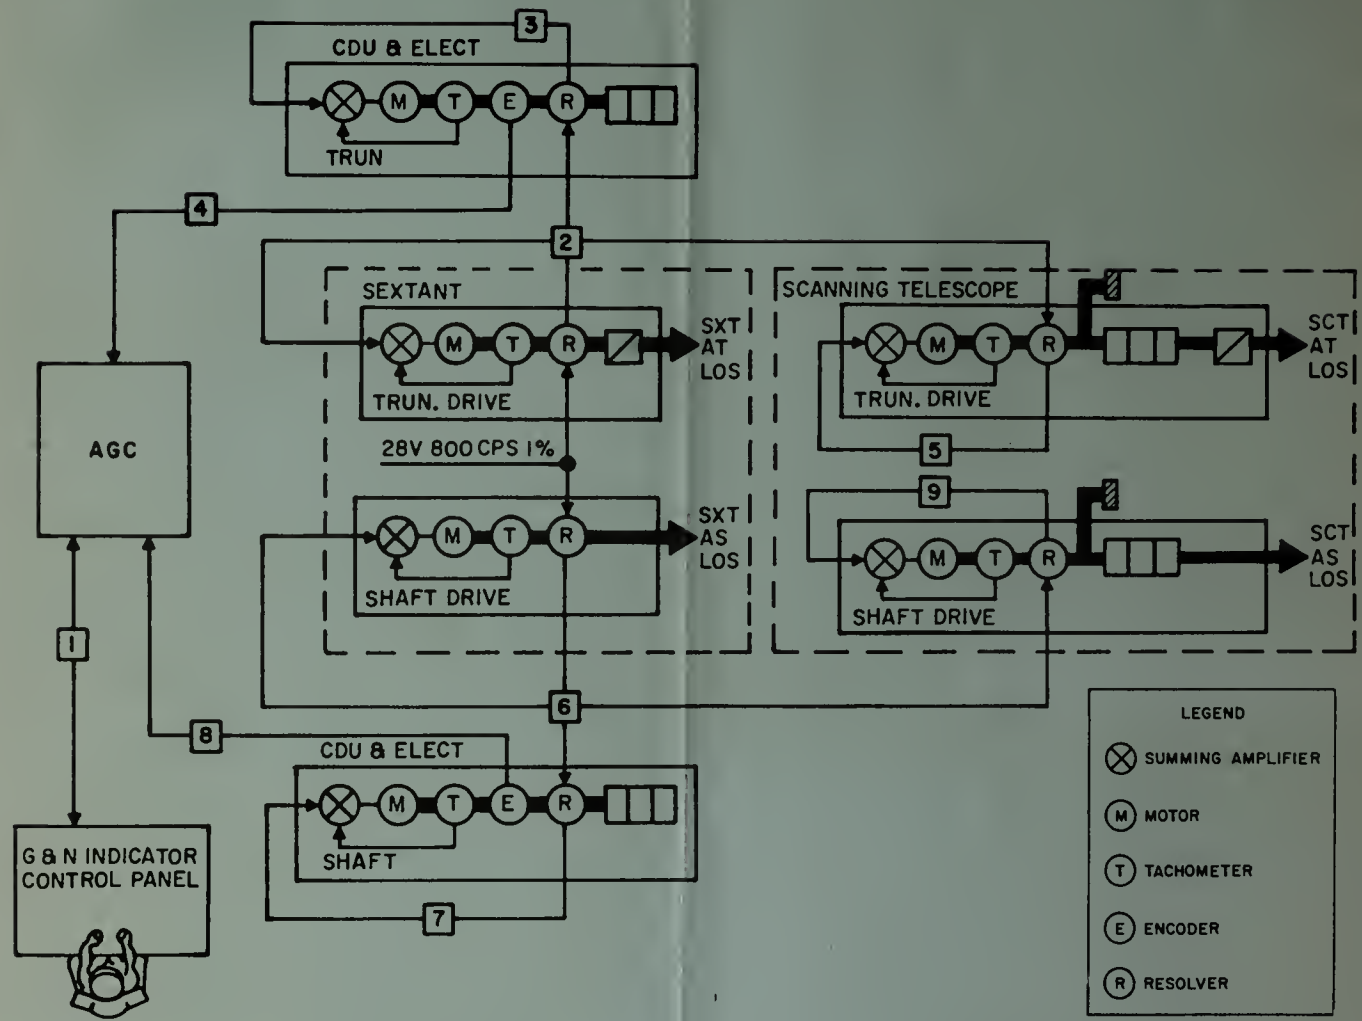 3
CDU & ELECT
M T E R
TRUN
4
2
SEXTANT
M T R
TRUN. DRIVE
SXT
AT
LOS
SCANNING TELESCOPE
M T R
TRUN. DRIVE
SCT
AT
LOS
5
AGC
28V 800 CPS 1%
9
M T R
SHAFT DRIVE
SXT
AS
LOS
M T R
SHAFT DRIVE
SCT
AS
LOS
1
6
8
CDU & ELECT
M T E R
SHAFT
7
G & N INDICATOR
CONTROL PANEL
LEGEND
SUMMING AMPLIFIER
M MOTOR
T TACHOMETER
E ENCODER
R RESOLVER